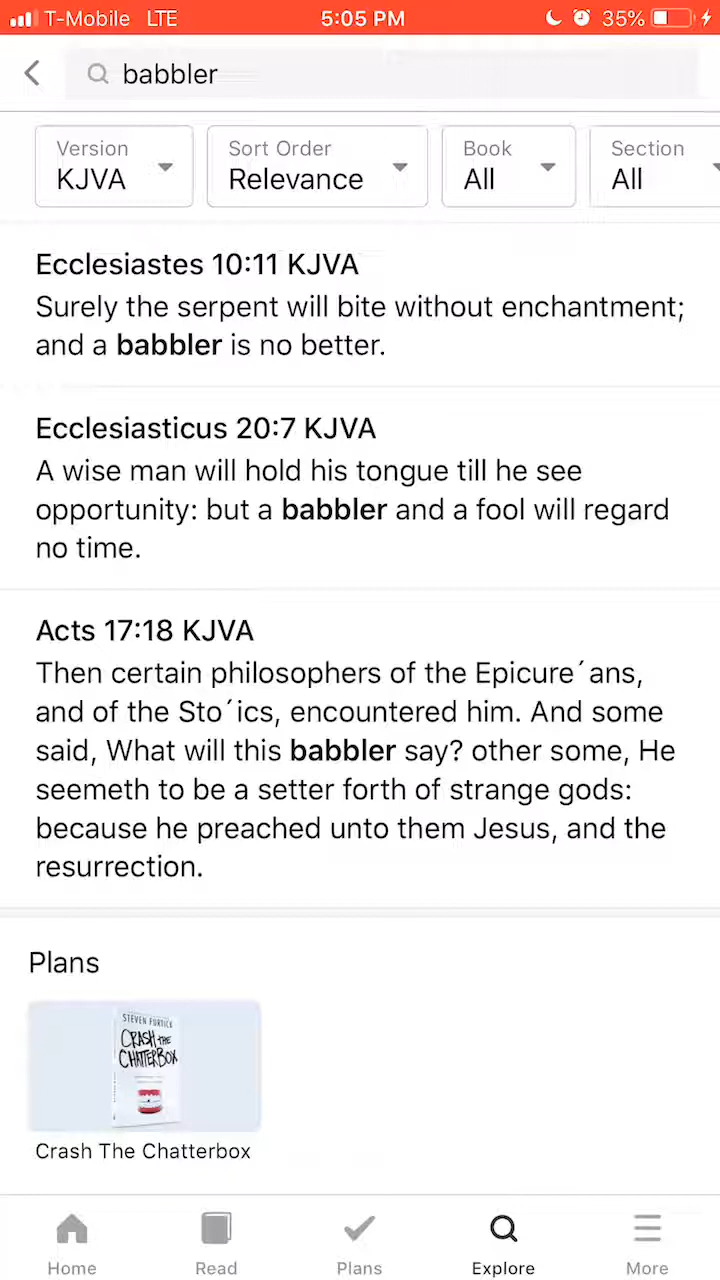 T-Mobile LTE 5:05 PM 35%
babbler
Version Sort Order Book Section
KJVA Relevance All All
Ecclesiastes 10:11 KJVA
Surely the serpent will bite without enchantment;
and a babbler is no better.
Ecclesiasticus 20:7 KJVA
A wise man will hold his tongue till he see
opportunity: but a babbler and a fool will regard
no time.
Acts 17:18 KJVA
Then certain philosophers of the Epicure´ans,
and of the Sto´ics, encountered him. And some
said, What will this babbler say? other some, He
seemeth to be a setter forth of strange gods:
because he preached unto them Jesus, and the
resurrection.
Plans
STEVEN FURTICK
CRASH THE
CHATTERBOX
Crash The Chatterbox
Home Read Plans Explore More